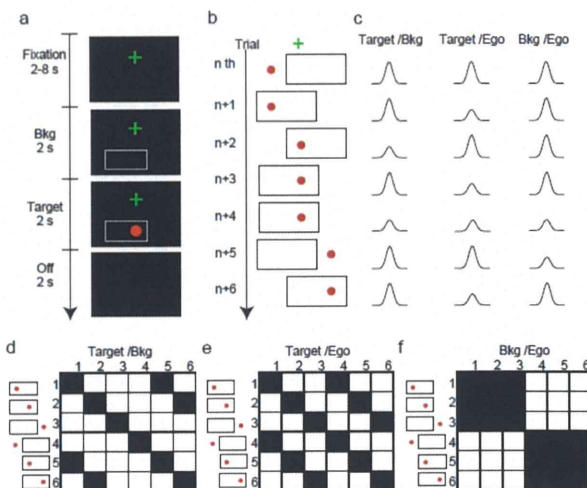 a
Fixation
2-8 s
Bkg
2 s
Target
2 s
Off
2 s
b
Trial
n th
n+1
n+2
n+3
n+4
n+5
n+6
c
Target /Bkg Target /Ego Bkg /Ego
d
Target /Bkg
1 2 3 4 5 6
1
2
3
4
5
6
e
Target /Ego
1 2 3 4 5 6
1
2
3
4
5
6
f
Bkg /Ego
1 2 3 4 5 6
1
2
3
4
5
6